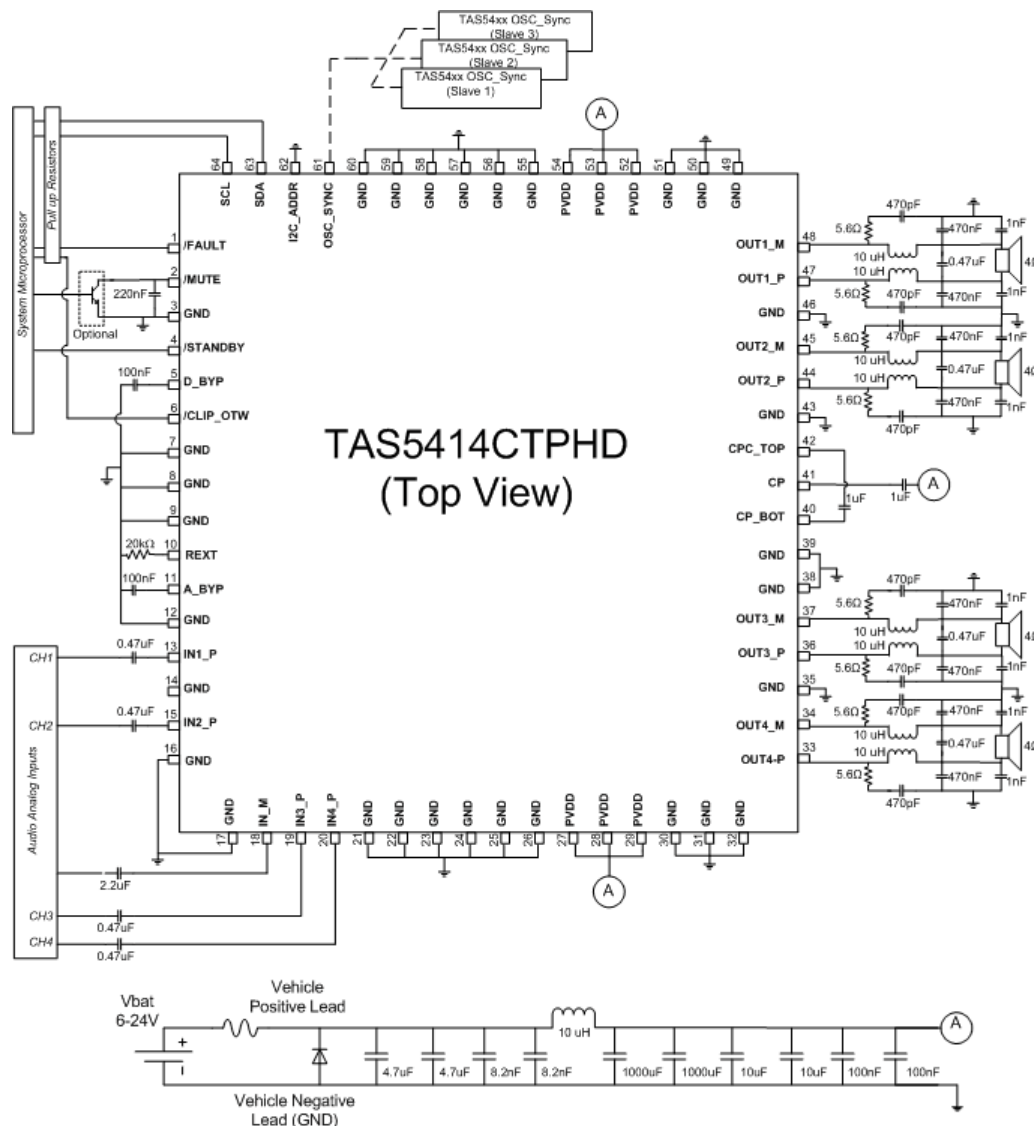 TAS54xx OSC_Sync
(Slave 3)
TAS54xx OSC_Sync
(Slave 2)
TAS54xx OSC_Sync
(Slave 1)
A
System Microprocessor
Pull up Resistors
64 63 62 61 60 59 58 57 56 55 54 53 52 51 50 49
SCL SDA I2C_ADDR OSC_SYNC GND GND GND GND GND GND PVDD PVDD PVDD GND GND GND
1 /FAULT
2 /MUTE
220nF
3 GND
Optional
4 /STANDBY
100nF
5 D_BYP
6 /CLIP_OTW
7 GND
8 GND
9 GND
20kΩ
10 REXT
100nF
11 A_BYP
12 GND
0.47uF
CH1
13 IN1_P
14 GND
0.47uF
CH2
15 IN2_P
16 GND
Audio Analog Inputs
2.2uF
CH3
0.47uF
CH4
0.47uF
TAS5414CTPHD
(Top View)
OUT1_M 48
OUT1_P 47
GND 46
OUT2_M 45
OUT2_P 44
GND 43
CPC_TOP 42
CP 41
CP_BOT 40
GND 39
GND 38
OUT3_M 37
OUT3_P 36
GND 35
OUT4_M 34
OUT4-P 33
470pF
5.6Ω
470nF
1nF
10 uH
0.47uF
4Ω
10 uH
5.6Ω
470pF
470nF
1nF
5.6Ω
470pF
470nF
1nF
10 uH
0.47uF
4Ω
10 uH
5.6Ω
470pF
470nF
1nF
1uF
1uF
A
470pF
5.6Ω
470nF
1nF
10 uH
0.47uF
4Ω
10 uH
5.6Ω
470pF
470nF
1nF
5.6Ω
470pF
470nF
1nF
10 uH
0.47uF
4Ω
10 uH
5.6Ω
470pF
470nF
1nF
GND IN_M IN3_P IN4_P GND GND GND GND GND GND PVDD PVDD PVDD GND GND GND
17 18 19 20 21 22 23 24 25 26 27 28 29 30 31 32
A
Vbat
6-24V
+
–
Vehicle
Positive Lead
Vehicle Negative
Lead (GND)
4.7uF
4.7uF
8.2nF
8.2nF
10 uH
1000uF
1000uF
10uF
10uF
100nF
100nF
A